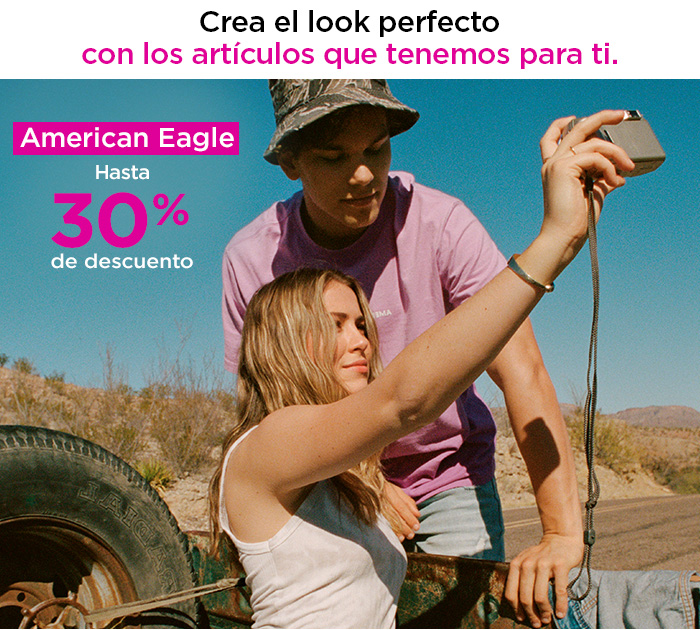 Crea el look perfecto
con los artículos que tenemos para ti.
American Eagle
Hasta
30%
de descuento